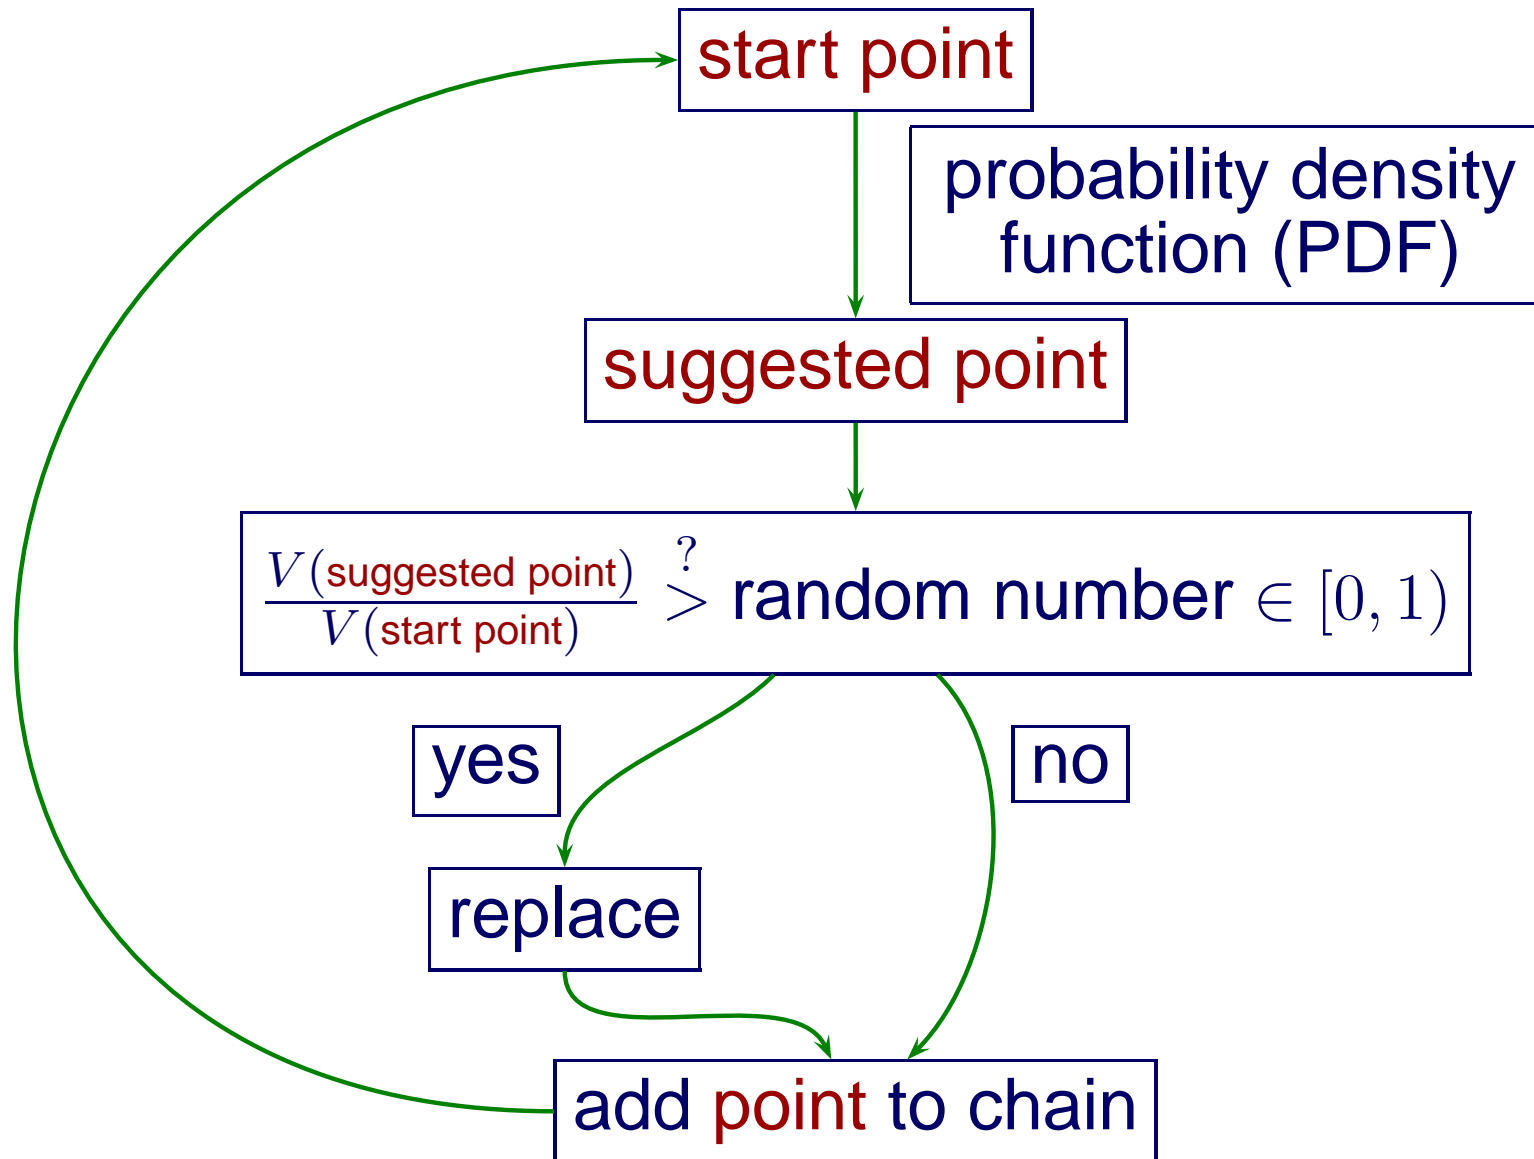 start point
probability density
function (PDF)
suggested point
V(suggested point)
V(start point)
?
> random number ∈ [0, 1)
yes
no
replace
add point to chain